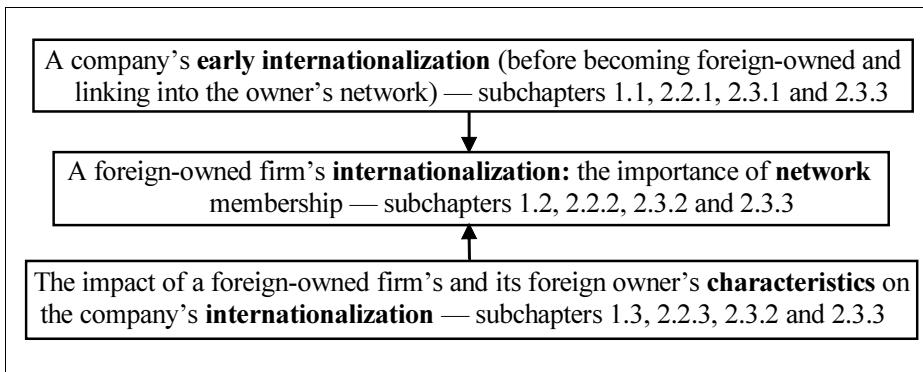 A company’s early internationalization (before becoming foreign-owned and
linking into the owner’s network) — subchapters 1.1, 2.2.1, 2.3.1 and 2.3.3
A foreign-owned firm’s internationalization: the importance of network
membership — subchapters 1.2, 2.2.2, 2.3.2 and 2.3.3
The impact of a foreign-owned firm’s and its foreign owner’s characteristics on
the company’s internationalization — subchapters 1.3, 2.2.3, 2.3.2 and 2.3.3